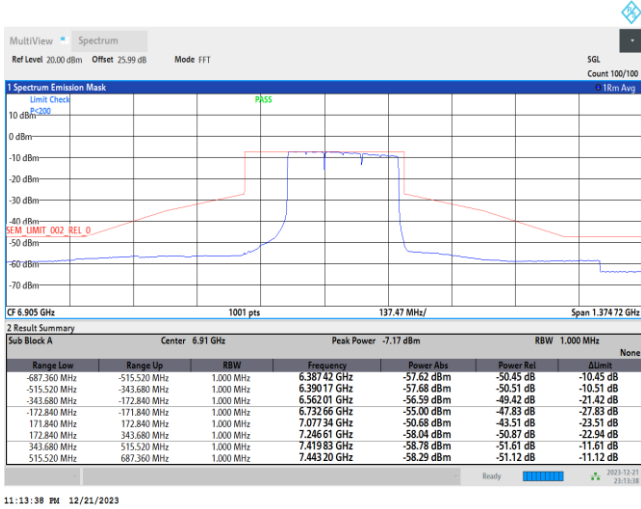 MultiView Spectrum
Ref Level 20.00 dBm Offset 25.99 dB Mode FFT SGL
Count 100/100
1 Spectrum Emission Mask 1Rm Avg
Limit Check PASS
P<200
10 dBm
0 dBm
-10 dBm
-20 dBm
-30 dBm
-40 dBm
SEM_LIMIT_002_REL_0
-50 dBm
-60 dBm
-70 dBm
CF 6.905 GHz 1001 pts 137.47 MHz/ Span 1.374 72 GHz
2 Result Summary
Sub Block A Center 6.91 GHz Peak Power -7.17 dBm RBW 1.000 MHz
None
Range Low Range Up RBW Frequency Power Abs Power Rel ΔLimit
-687.360 MHz -515.520 MHz 1.000 MHz 6.387 42 GHz -57.62 dBm -50.45 dB -10.45 dB
-515.520 MHz -343.680 MHz 1.000 MHz 6.390 17 GHz -57.68 dBm -50.51 dB -10.51 dB
-343.680 MHz -172.840 MHz 1.000 MHz 6.562 01 GHz -56.59 dBm -49.42 dB -21.42 dB
-172.840 MHz -171.840 MHz 1.000 MHz 6.732 66 GHz -55.00 dBm -47.83 dB -27.83 dB
171.840 MHz 172.840 MHz 1.000 MHz 7.077 34 GHz -50.68 dBm -43.51 dB -23.51 dB
172.840 MHz 343.680 MHz 1.000 MHz 7.246 61 GHz -58.04 dBm -50.87 dB -22.94 dB
343.680 MHz 515.520 MHz 1.000 MHz 7.419 83 GHz -58.78 dBm -51.61 dB -11.61 dB
515.520 MHz 687.360 MHz 1.000 MHz 7.443 20 GHz -58.29 dBm -51.12 dB -11.12 dB
Ready 2023-12-21
23:13:38
11:13:38 PM 12/21/2023